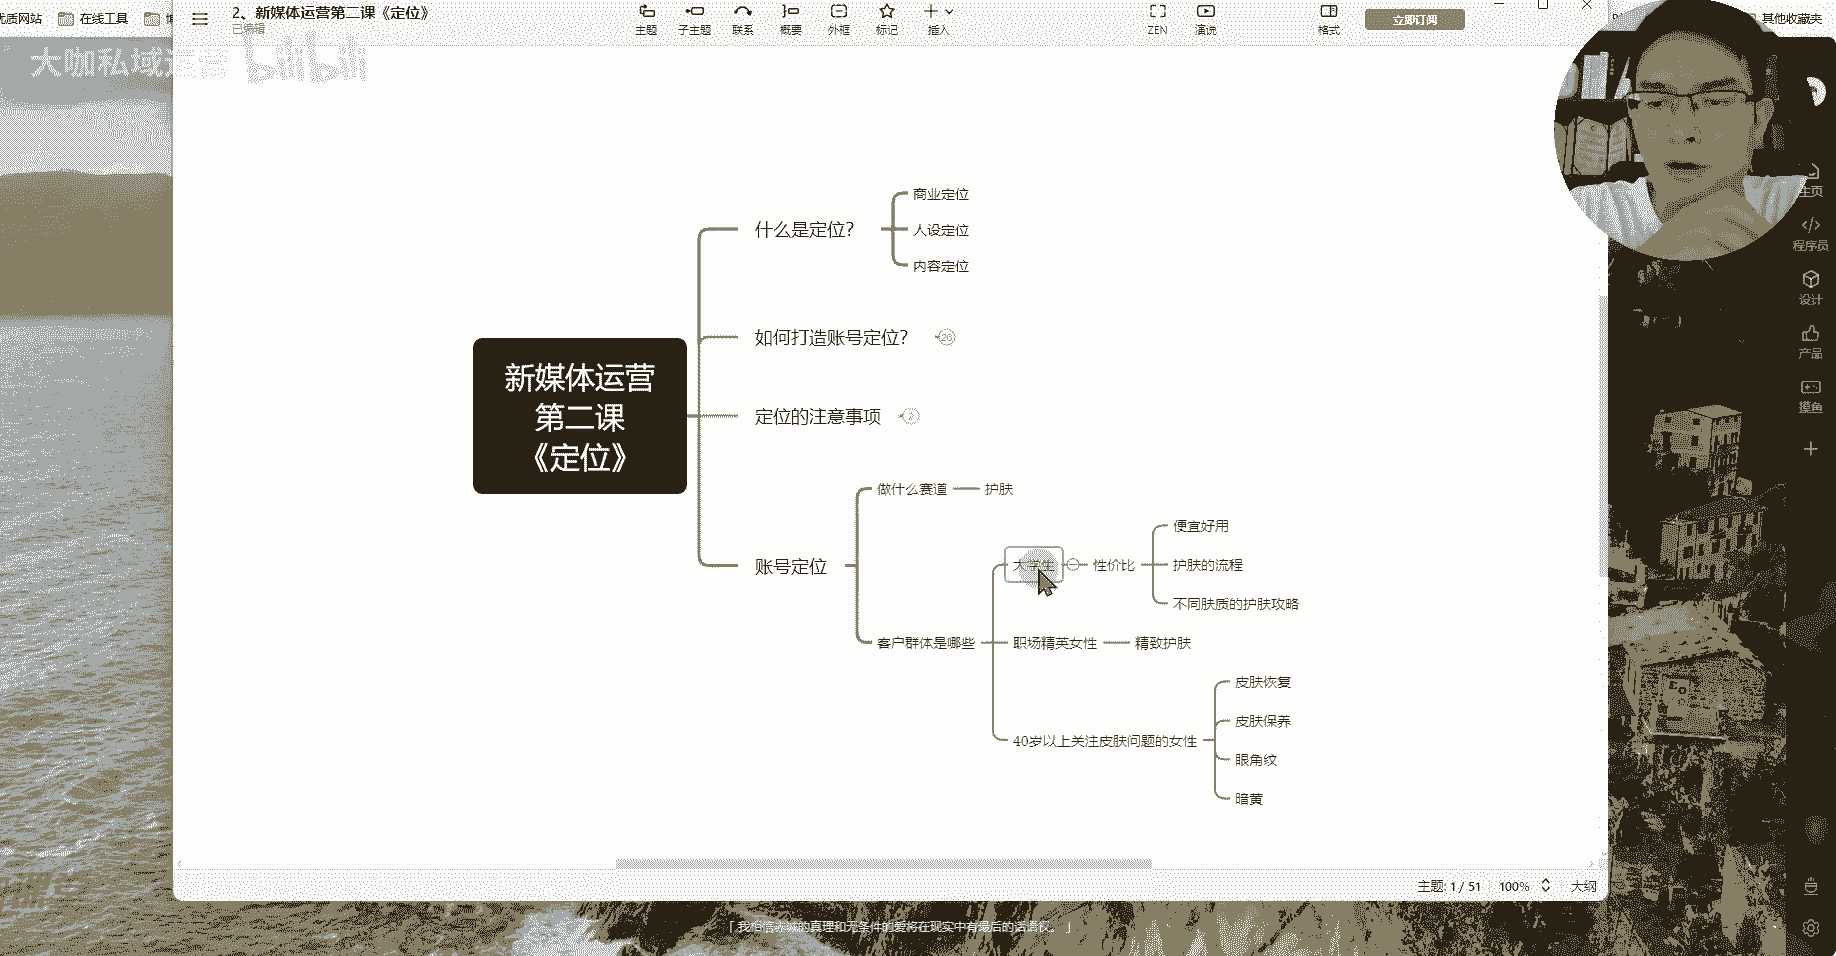 优质网站
在线工具
2、新媒体运营第二课《定位》
已编辑
主题
子主题
联系
概要
外框
标记
插入
ZEN
演说
格式
立即订阅
其他收藏夹
大咖私域运营
bilibili
什么是定位?
商业定位
人设定位
内容定位
如何打造账号定位?
26
定位的注意事项
新媒体运营
第二课
《定位》
账号定位
做什么赛道
护肤
客户群体是哪些
大学生
性价比
便宜好用
护肤的流程
不同肤质的护肤攻略
职场精英女性
精致护肤
40岁以上关注皮肤问题的女性
皮肤恢复
皮肤保养
眼角纹
暗黄
主页
程序员
设计
产品
摸鱼
主题: 1 / 51
100%
大纲
「 我相信赤诚的真理和无条件的爱将在现实中有最后的话语权。 」